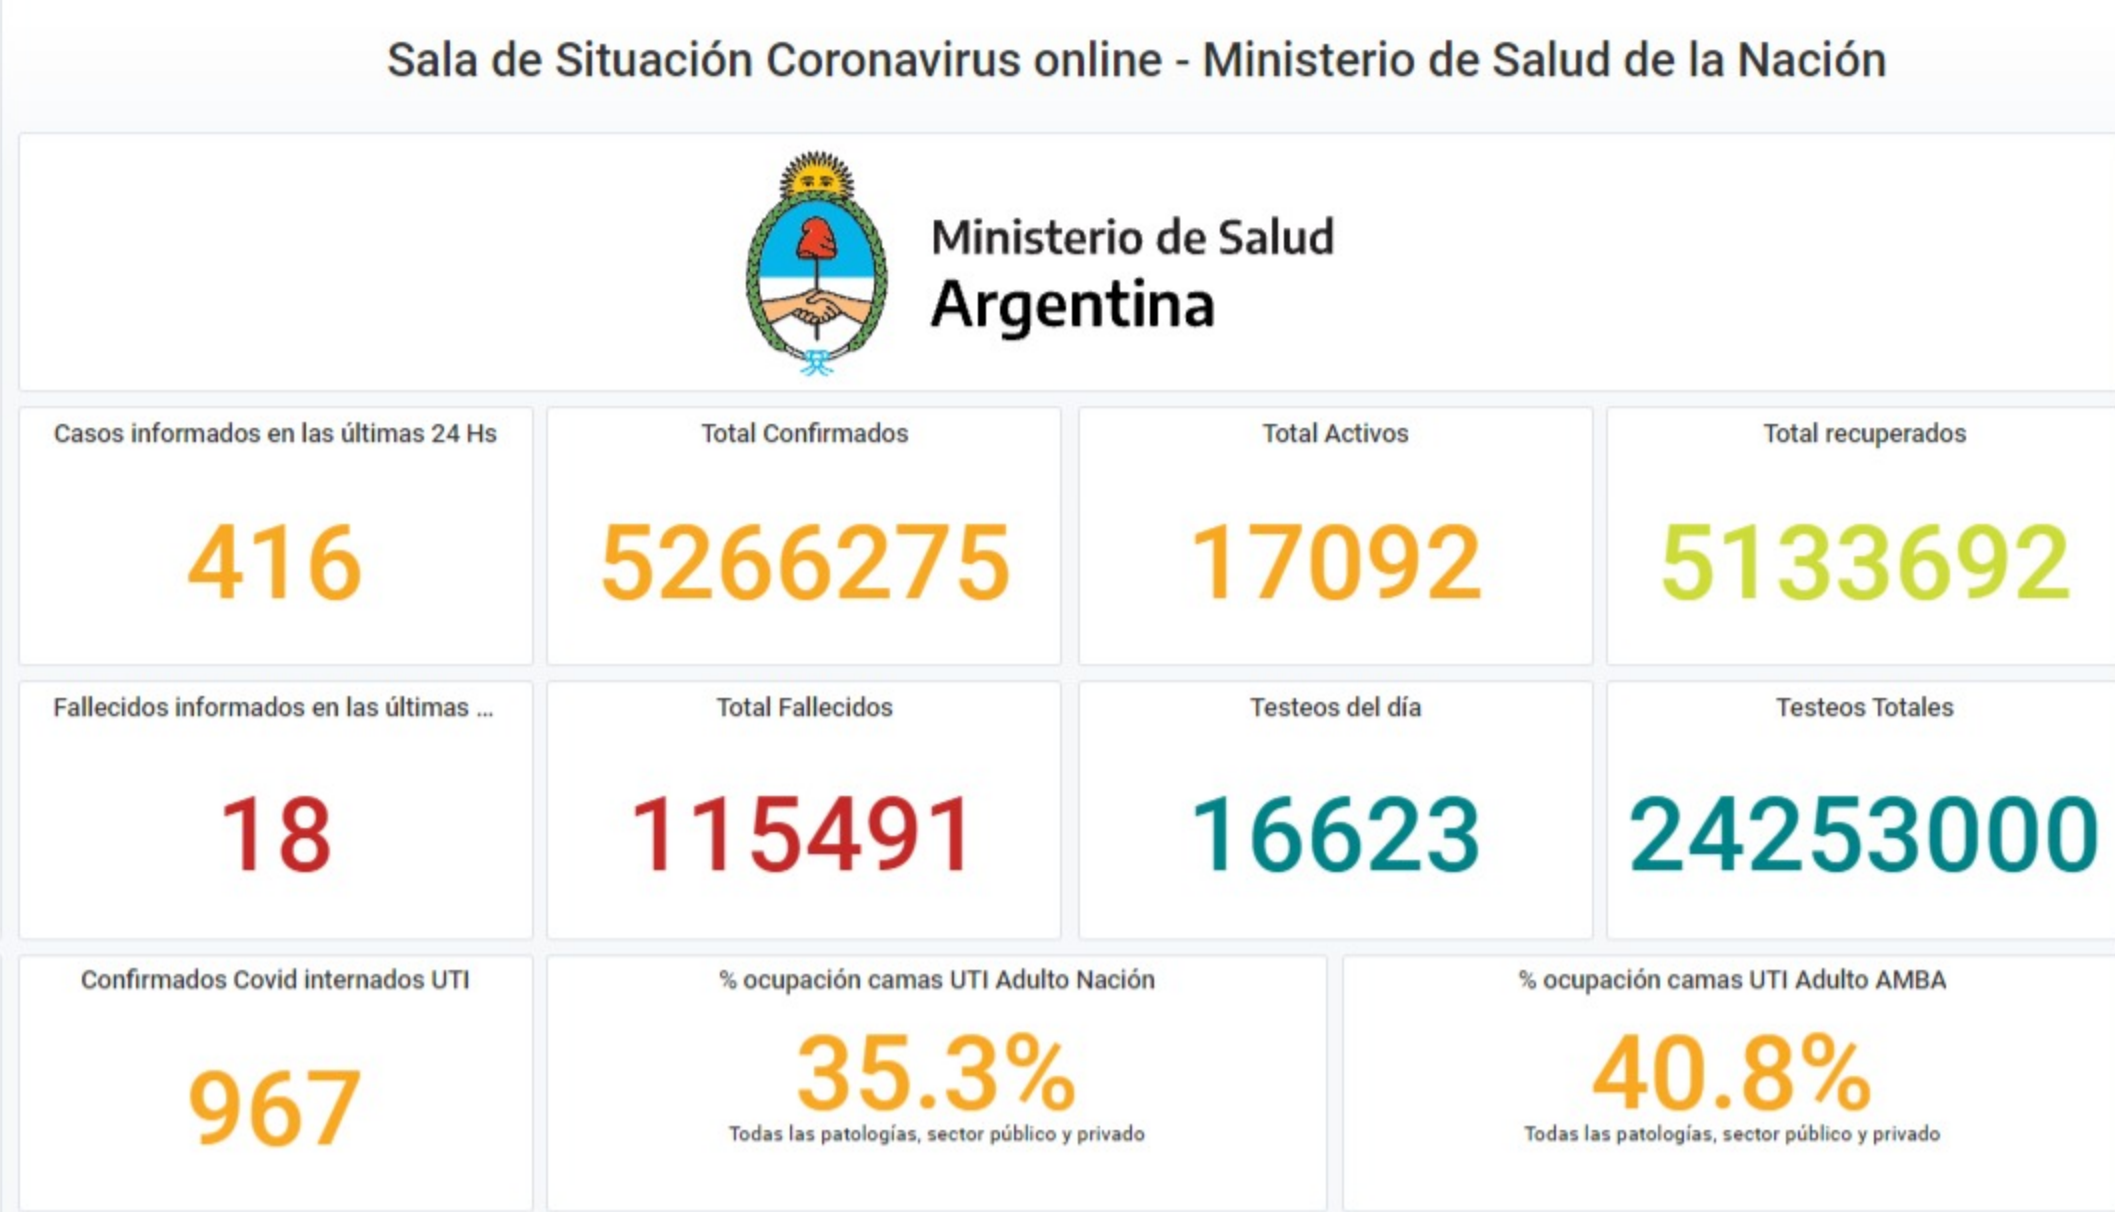 Sala de Situación Coronavirus online - Ministerio de Salud de la Nación
Ministerio de Salud
Argentina
Casos informados en las últimas 24 Hs
416
Total Confirmados
5266275
Total Activos
17092
Total recuperados
5133692
Fallecidos informados en las últimas ...
18
Total Fallecidos
115491
Testeos del día
16623
Testeos Totales
24253000
Confirmados Covid internados UTI
967
% ocupación camas UTI Adulto Nación
35.3%
Todas las patologías, sector público y privado
% ocupación camas UTI Adulto AMBA
40.8%
Todas las patologías, sector público y privado